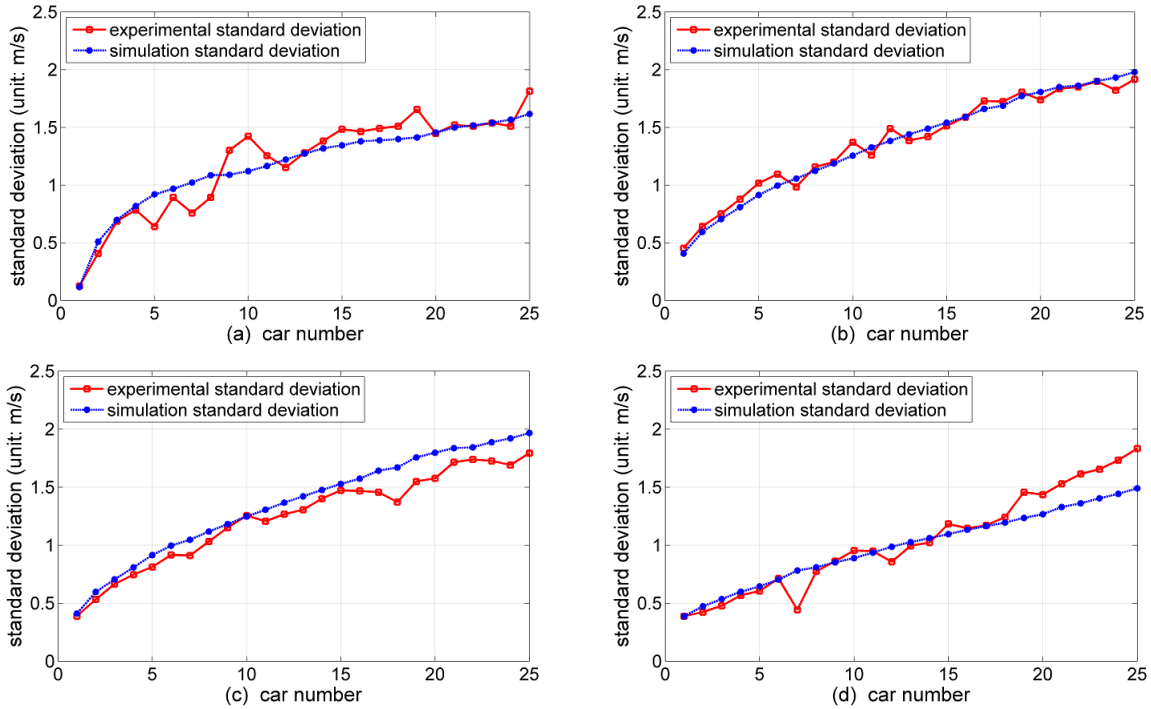 2.5
experimental standard deviation
simulation standard deviation
2
1.5
1
0.5
0
standard deviation (unit: m/s)
0 5 10 15 20 25
(a) car number
2.5
experimental standard deviation
simulation standard deviation
2
1.5
1
0.5
0
standard deviation (unit: m/s)
0 5 10 15 20 25
(b) car number
2.5
experimental standard deviation
simulation standard deviation
2
1.5
1
0.5
0
standard deviation (unit: m/s)
0 5 10 15 20 25
(c) car number
2.5
experimental standard deviation
simulation standard deviation
2
1.5
1
0.5
0
standard deviation (unit: m/s)
0 5 10 15 20 25
(d) car number